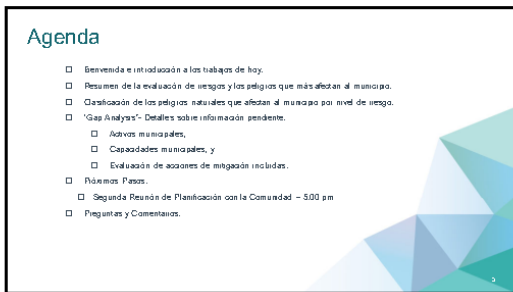 Agenda
Bienvenida e introducción a los trabajos de hoy.
Resumen de la evaluación de riesgos y los peligros que más afectan al municipio.
Clasificación de los peligros naturales que afectan al municipio por nivel de riesgo.
'Gap Analysis'- Detalles sobre información pendiente.
Activos municipales,
Capacidades municipales, y
Evaluación de acciones de mitigación incluidas.
Próximos Pasos.
Segunda Reunión de Planificación con la Comunidad – 5:00 pm
Preguntas y Comentarios.